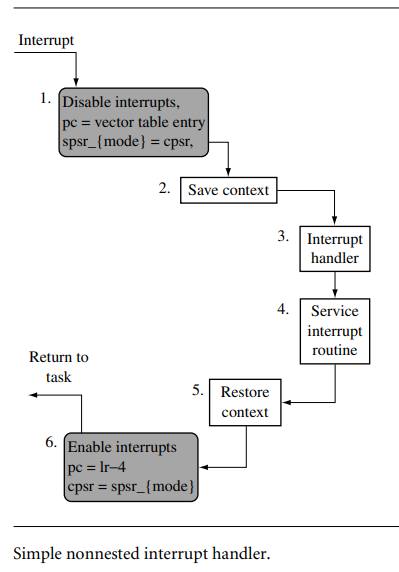 Interrupt
1.
Disable interrupts,
pc = vector table entry
spsr_{mode} = cpsr,
2.
Save context
3.
Interrupt
handler
4.
Service
interrupt
routine
5.
Restore
context
6.
Enable interrupts
pc = lr–4
cpsr = spsr_{mode}
Return to
task
Simple nonnested interrupt handler.